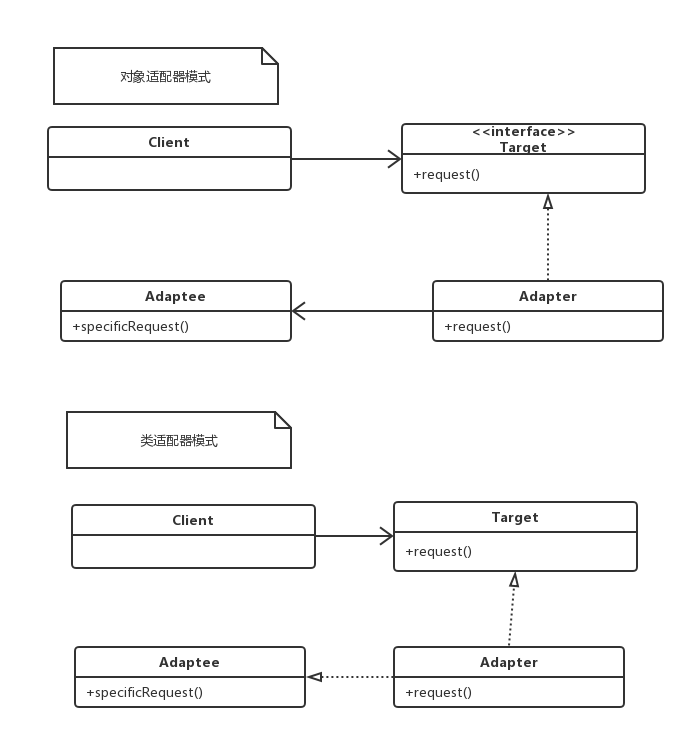 对象适配器模式
Client
<<interface>>
Target
+request()
Adaptee
+specificRequest()
Adapter
+request()
类适配器模式
Client
Target
+request()
Adaptee
+specificRequest()
Adapter
+request()